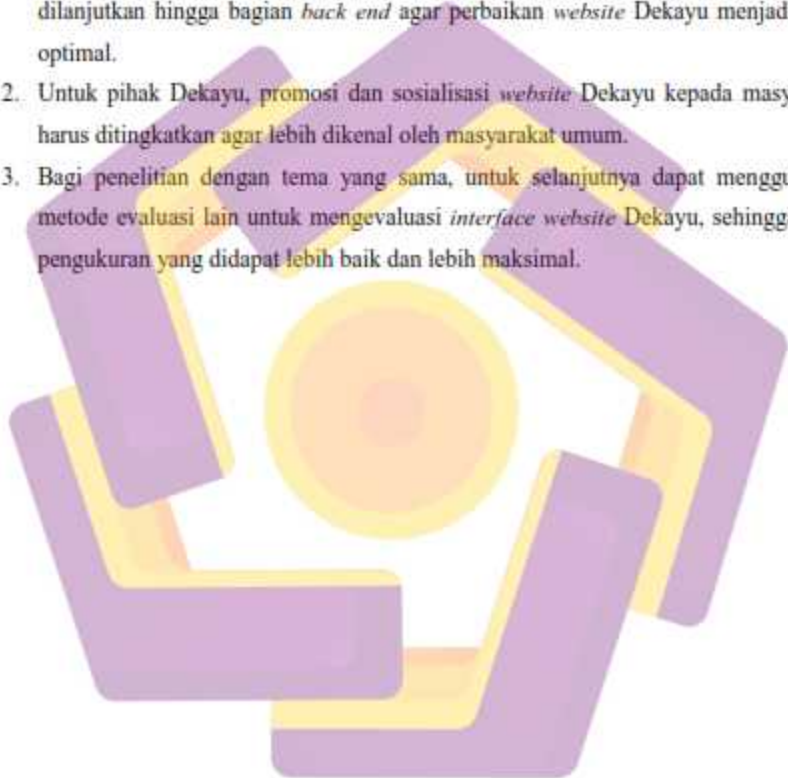 dilanjutkan hingga bagian back end agar perbaikan website Dekayu menjad
optimal.
2. Untuk pihak Dekayu, promosi dan sosialisasi website Dekayu kepada masy
harus ditingkatkan agar lebih dikenal oleh masyarakat umum.
3. Bagi penelitian dengan tema yang sama, untuk selanjutnya dapat menggu
metode evaluasi lain untuk mengevaluasi interface website Dekayu, sehingg
pengukuran yang didapat lebih baik dan lebih maksimal.